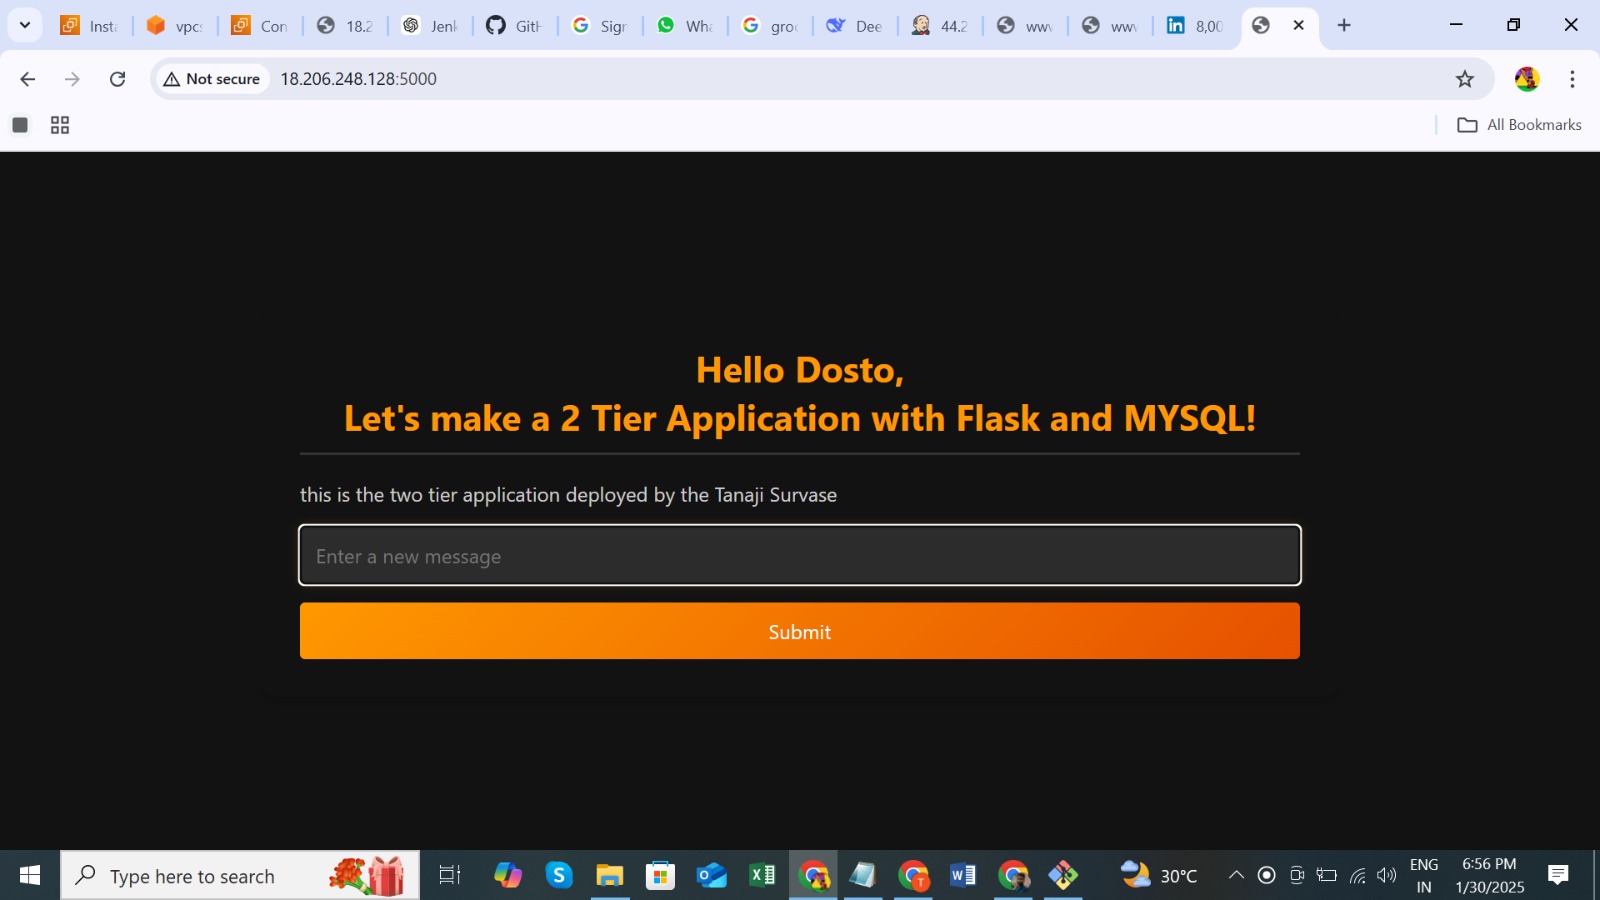 Insta
vpcs
Con
18.2
Jenk
GitH
Sign
Wha
groc
Dee
44.2
www
www
8,00
Not secure
18.206.248.128:5000
All Bookmarks
Hello Dosto,
Let's make a 2 Tier Application with Flask and MYSQL!
this is the two tier application deployed by the Tanaji Survase
Enter a new message
Submit
Type here to search
30°C
ENG
IN
6:56 PM
1/30/2025